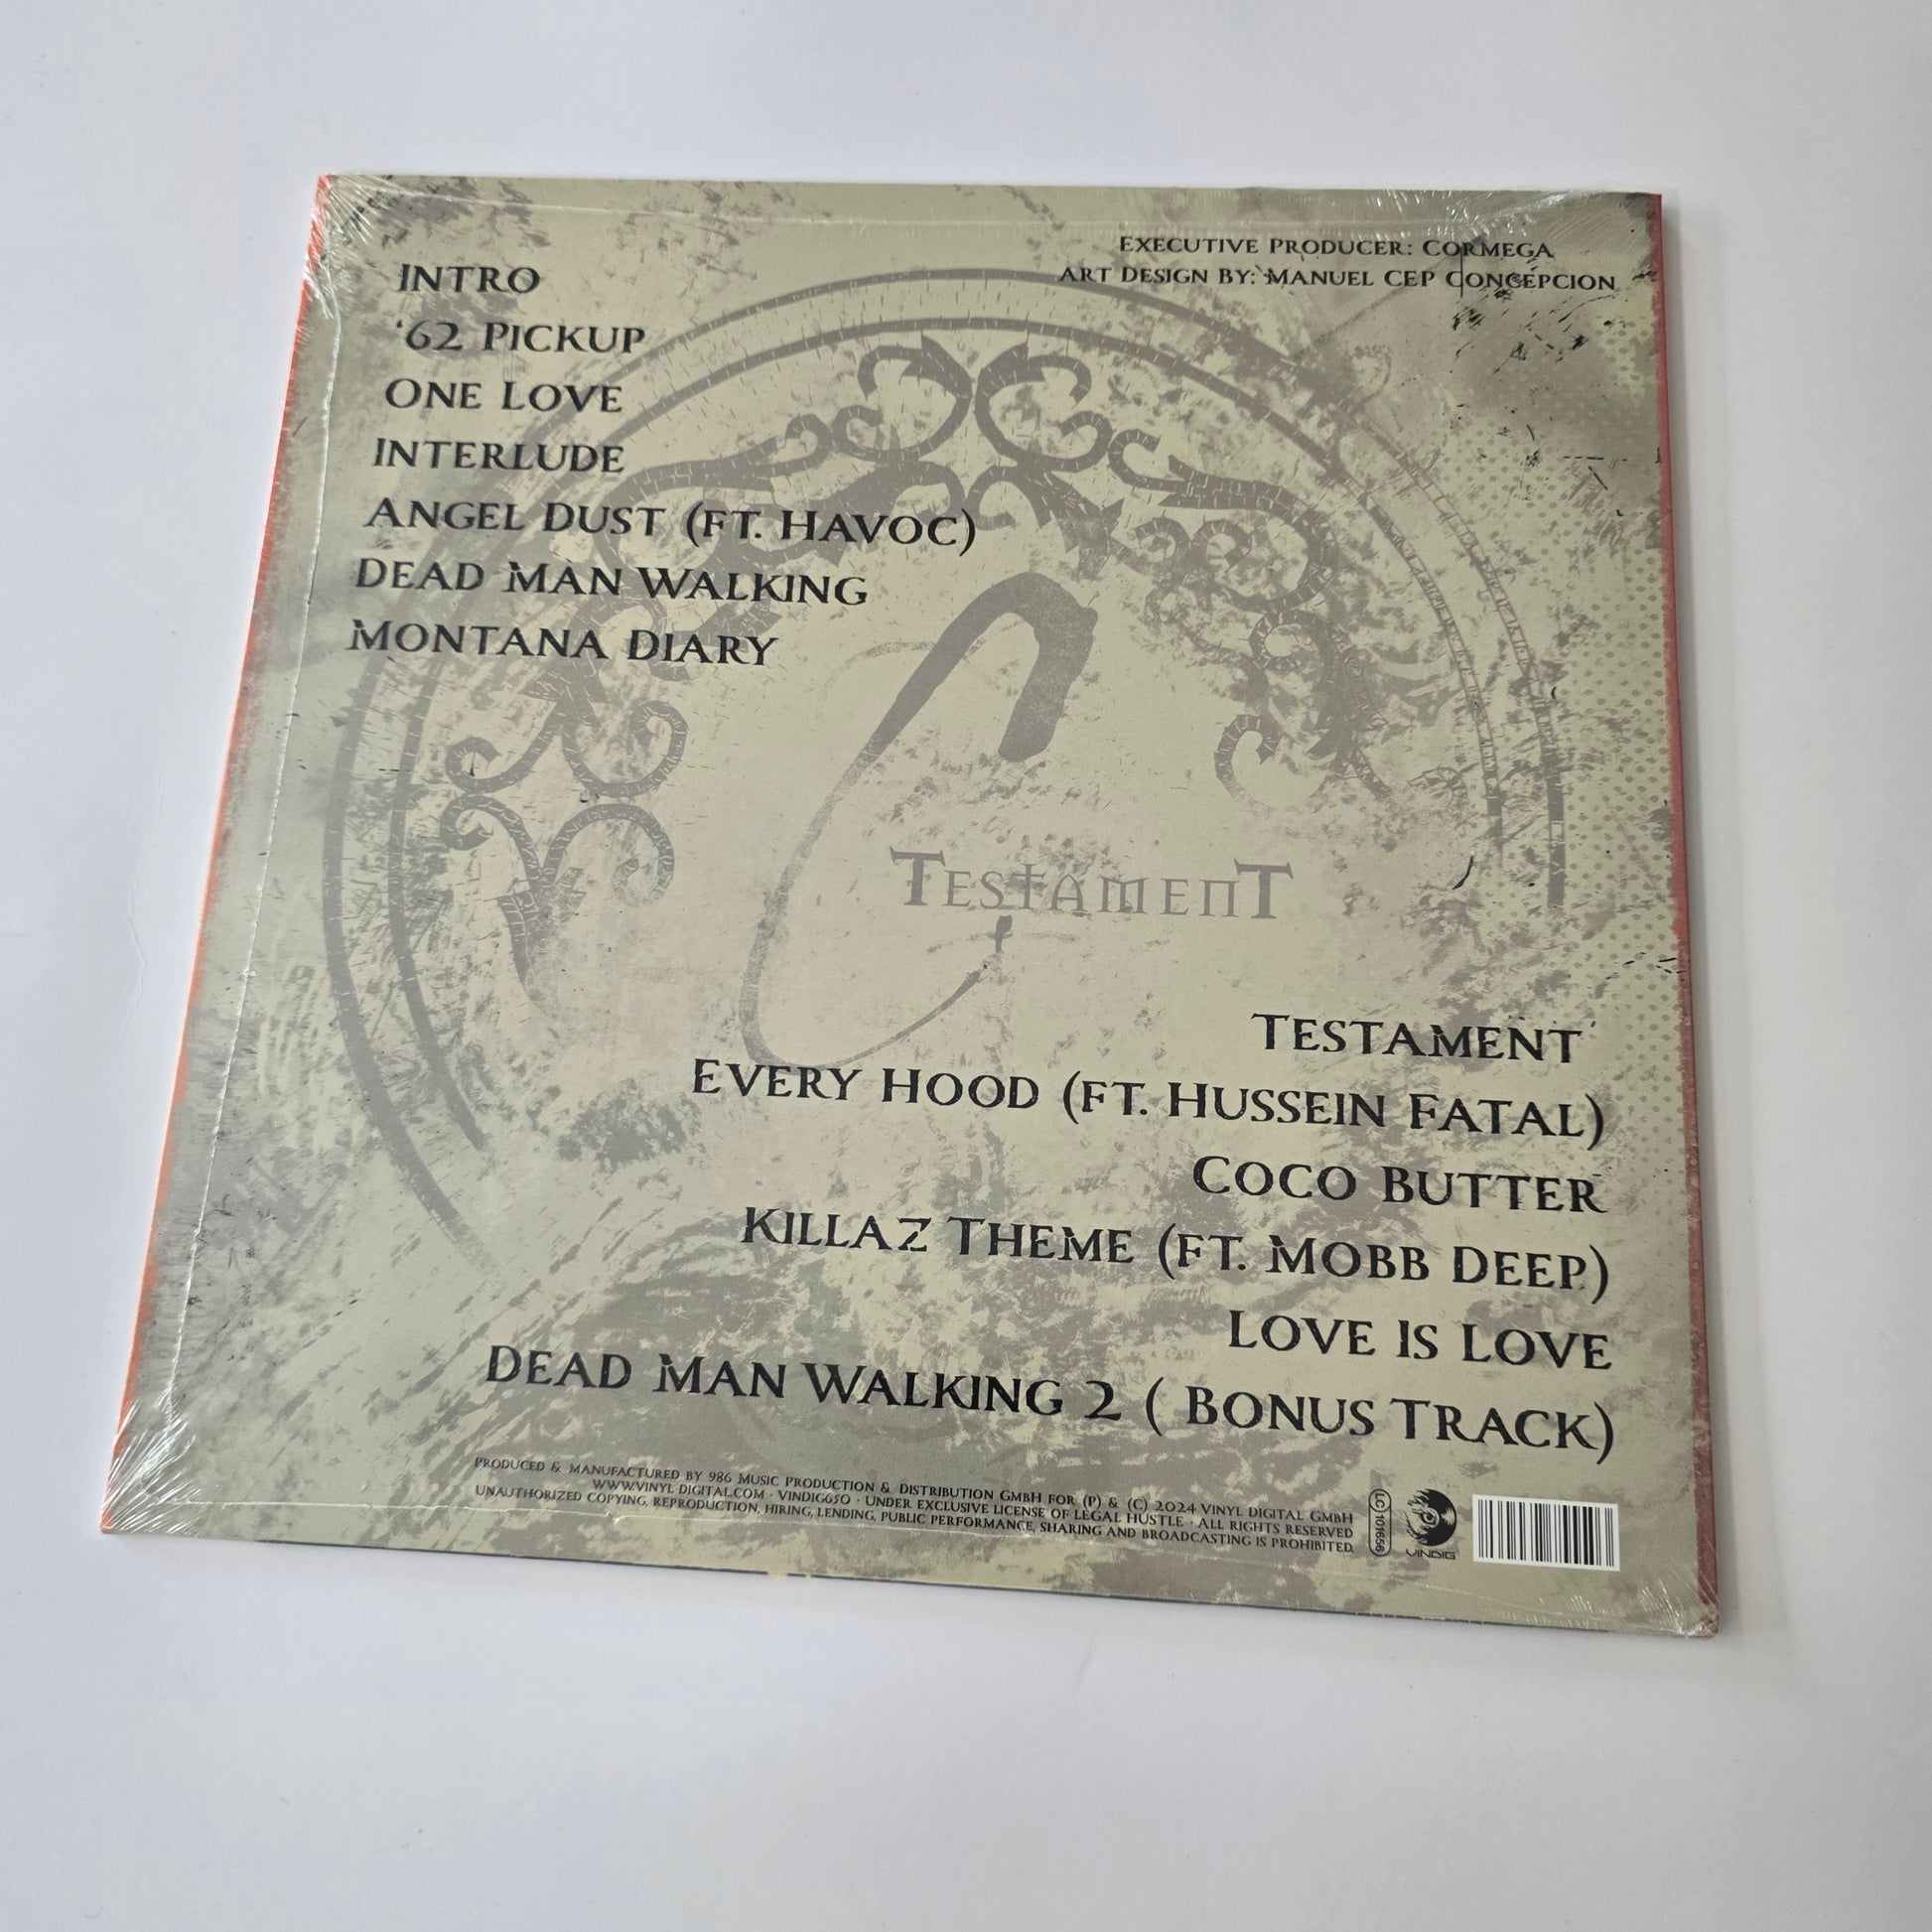 EXECUTIVE PRODUCER: CORMEGA
ART DESIGN BY: MANUEL CEP CONCEPCION
INTRO
'62 PICKUP
ONE LOVE
INTERLUDE
ANGEL DUST (FT. HAVOC)
DEAD MAN WALKING
MONTANA DIARY
C
TESTAMENT
TESTAMENT
EVERY HOOD (FT. HUSSEIN FATAL)
COCO BUTTER
KILLAZ THEME (FT. MOBB DEEP)
LOVE IS LOVE
DEAD MAN WALKING 2 ( BONUS TRACK)
PRODUCED & MANUFACTURED BY 986 MUSIC PRODUCTION & DISTRIBUTION GMBH FOR (P) & (C) 2024 VINYL DIGITAL GMBH
WWW.VINYL DIGITAL.COM · VINDIG650 · UNDER EXCLUSIVE LICENSE OF LEGAL HUSTLE · ALL RIGHTS RESERVED
UNAUTHORIZED COPYING, REPRODUCTION, HIRING, LENDING, PUBLIC PERFORMANCE, SHARING AND BROADCASTING IS PROHIBITED.
LC 101656
VINDIG